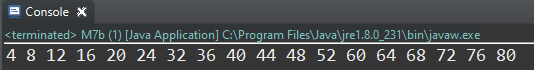 Console
<terminated> M7b (1) [Java Application] C:\Program Files\Java\jre1.8.0_231\bin\javaw.exe
4 8 12 16 20 24 32 36 40 44 48 52 60 64 68 72 76 80